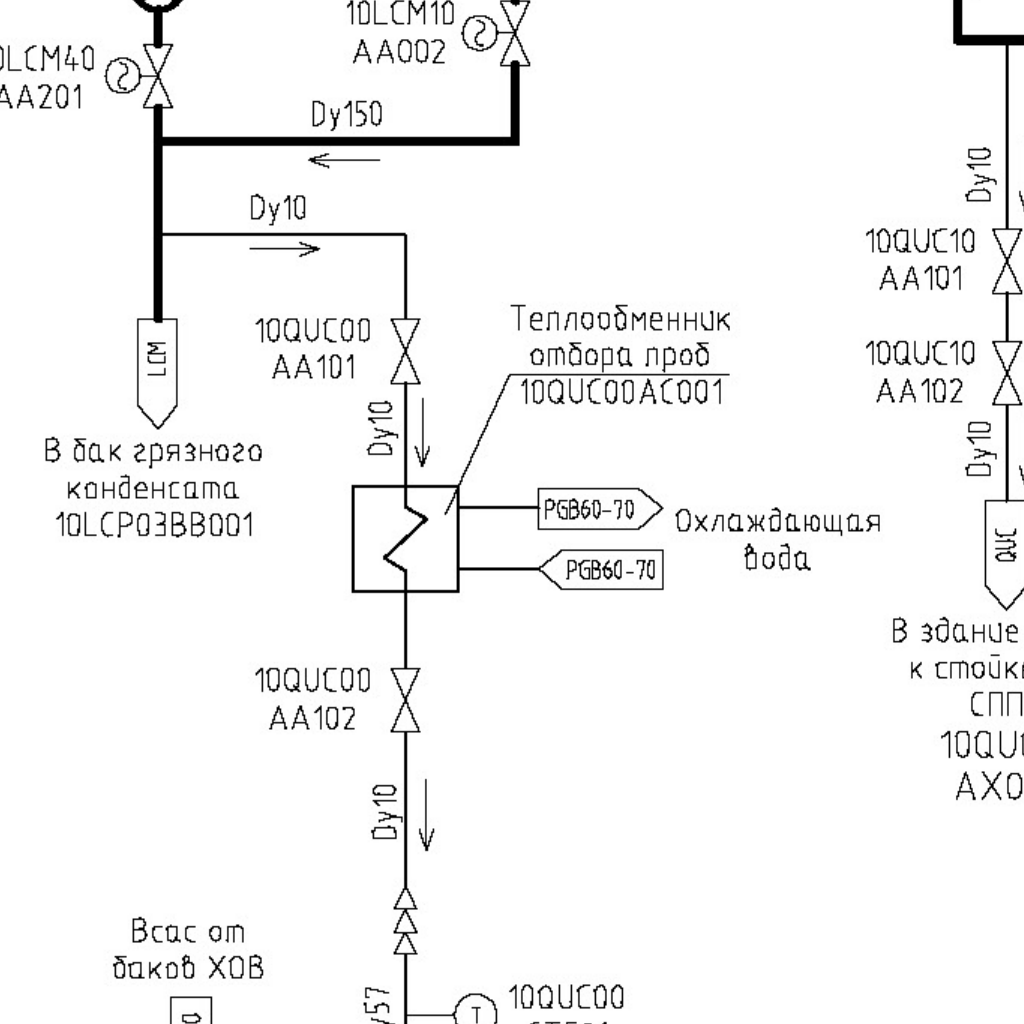 10LCM10
AA002
0LCM40
AA201
Dy150
Dy10
10QUC00
AA101
Теплообменник
отбора проб
10QUC00AC001
Dy10
LCM
В бак грязного
конденсата
10LCP03BB001
PGB60-70
PGB60-70
Охлаждающая
вода
10QUC00
AA102
Dy10
Dy10
10QUC10
AA101
10QUC10
AA102
Dy10
QUC
В здание
к стойк
СПП
10QU
AX0
Всас от
баков ХОВ
y57
T
10QUC00